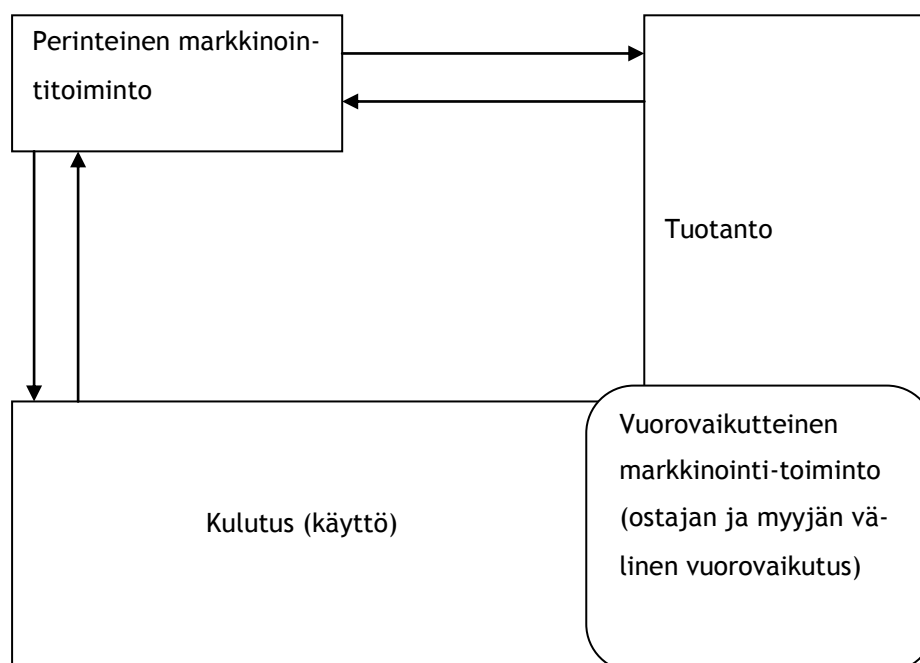 Perinteinen markkinoin-
titoiminto
Tuotanto
Kulutus (käyttö)
Vuorovaikutteinen
markkinointi-toiminto
(ostajan ja myyjän vä-
linen vuorovaikutus)